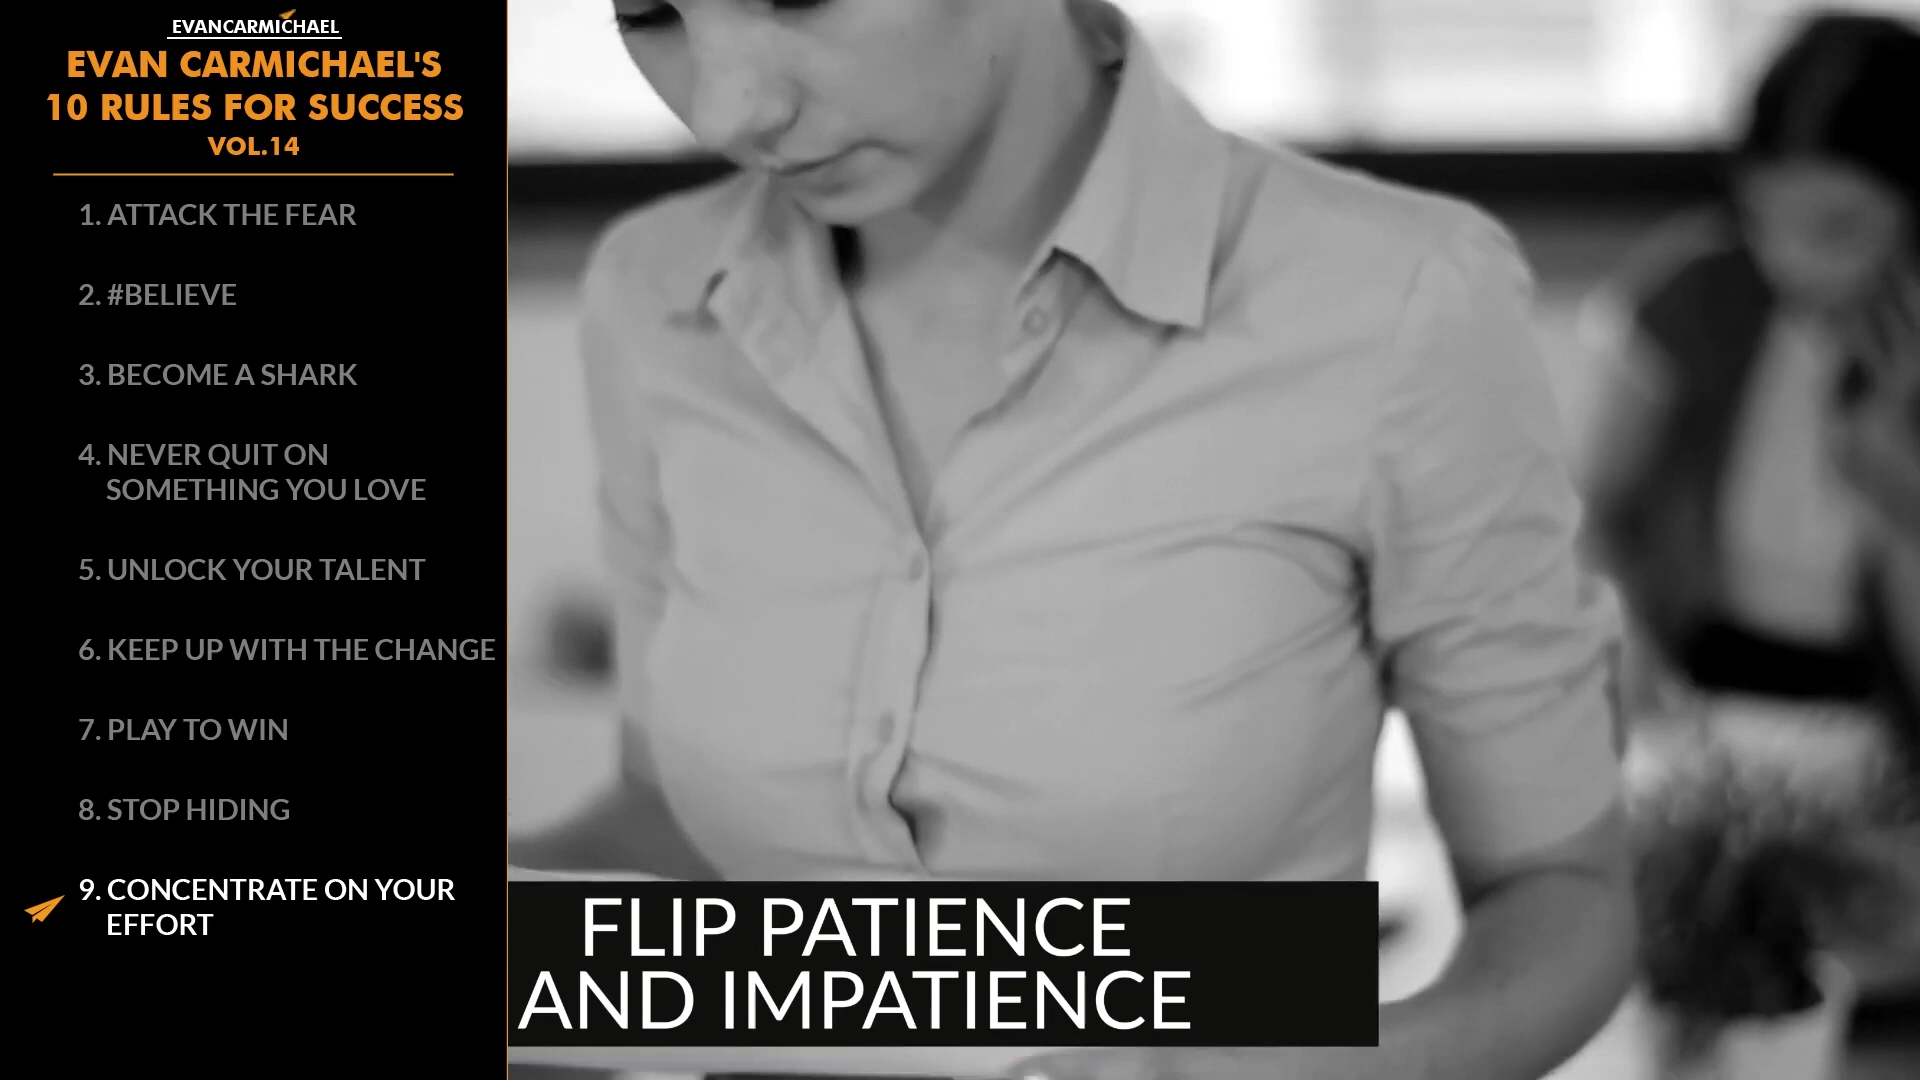 EVANCARMICHAEL
EVAN CARMICHAEL'S
10 RULES FOR SUCCESS
VOL.14
1. ATTACK THE FEAR
2. #BELIEVE
3. BECOME A SHARK
4. NEVER QUIT ON
SOMETHING YOU LOVE
5. UNLOCK YOUR TALENT
6. KEEP UP WITH THE CHANGE
7. PLAY TO WIN
8. STOP HIDING
9. CONCENTRATE ON YOUR
EFFORT
FLIP PATIENCE
AND IMPATIENCE